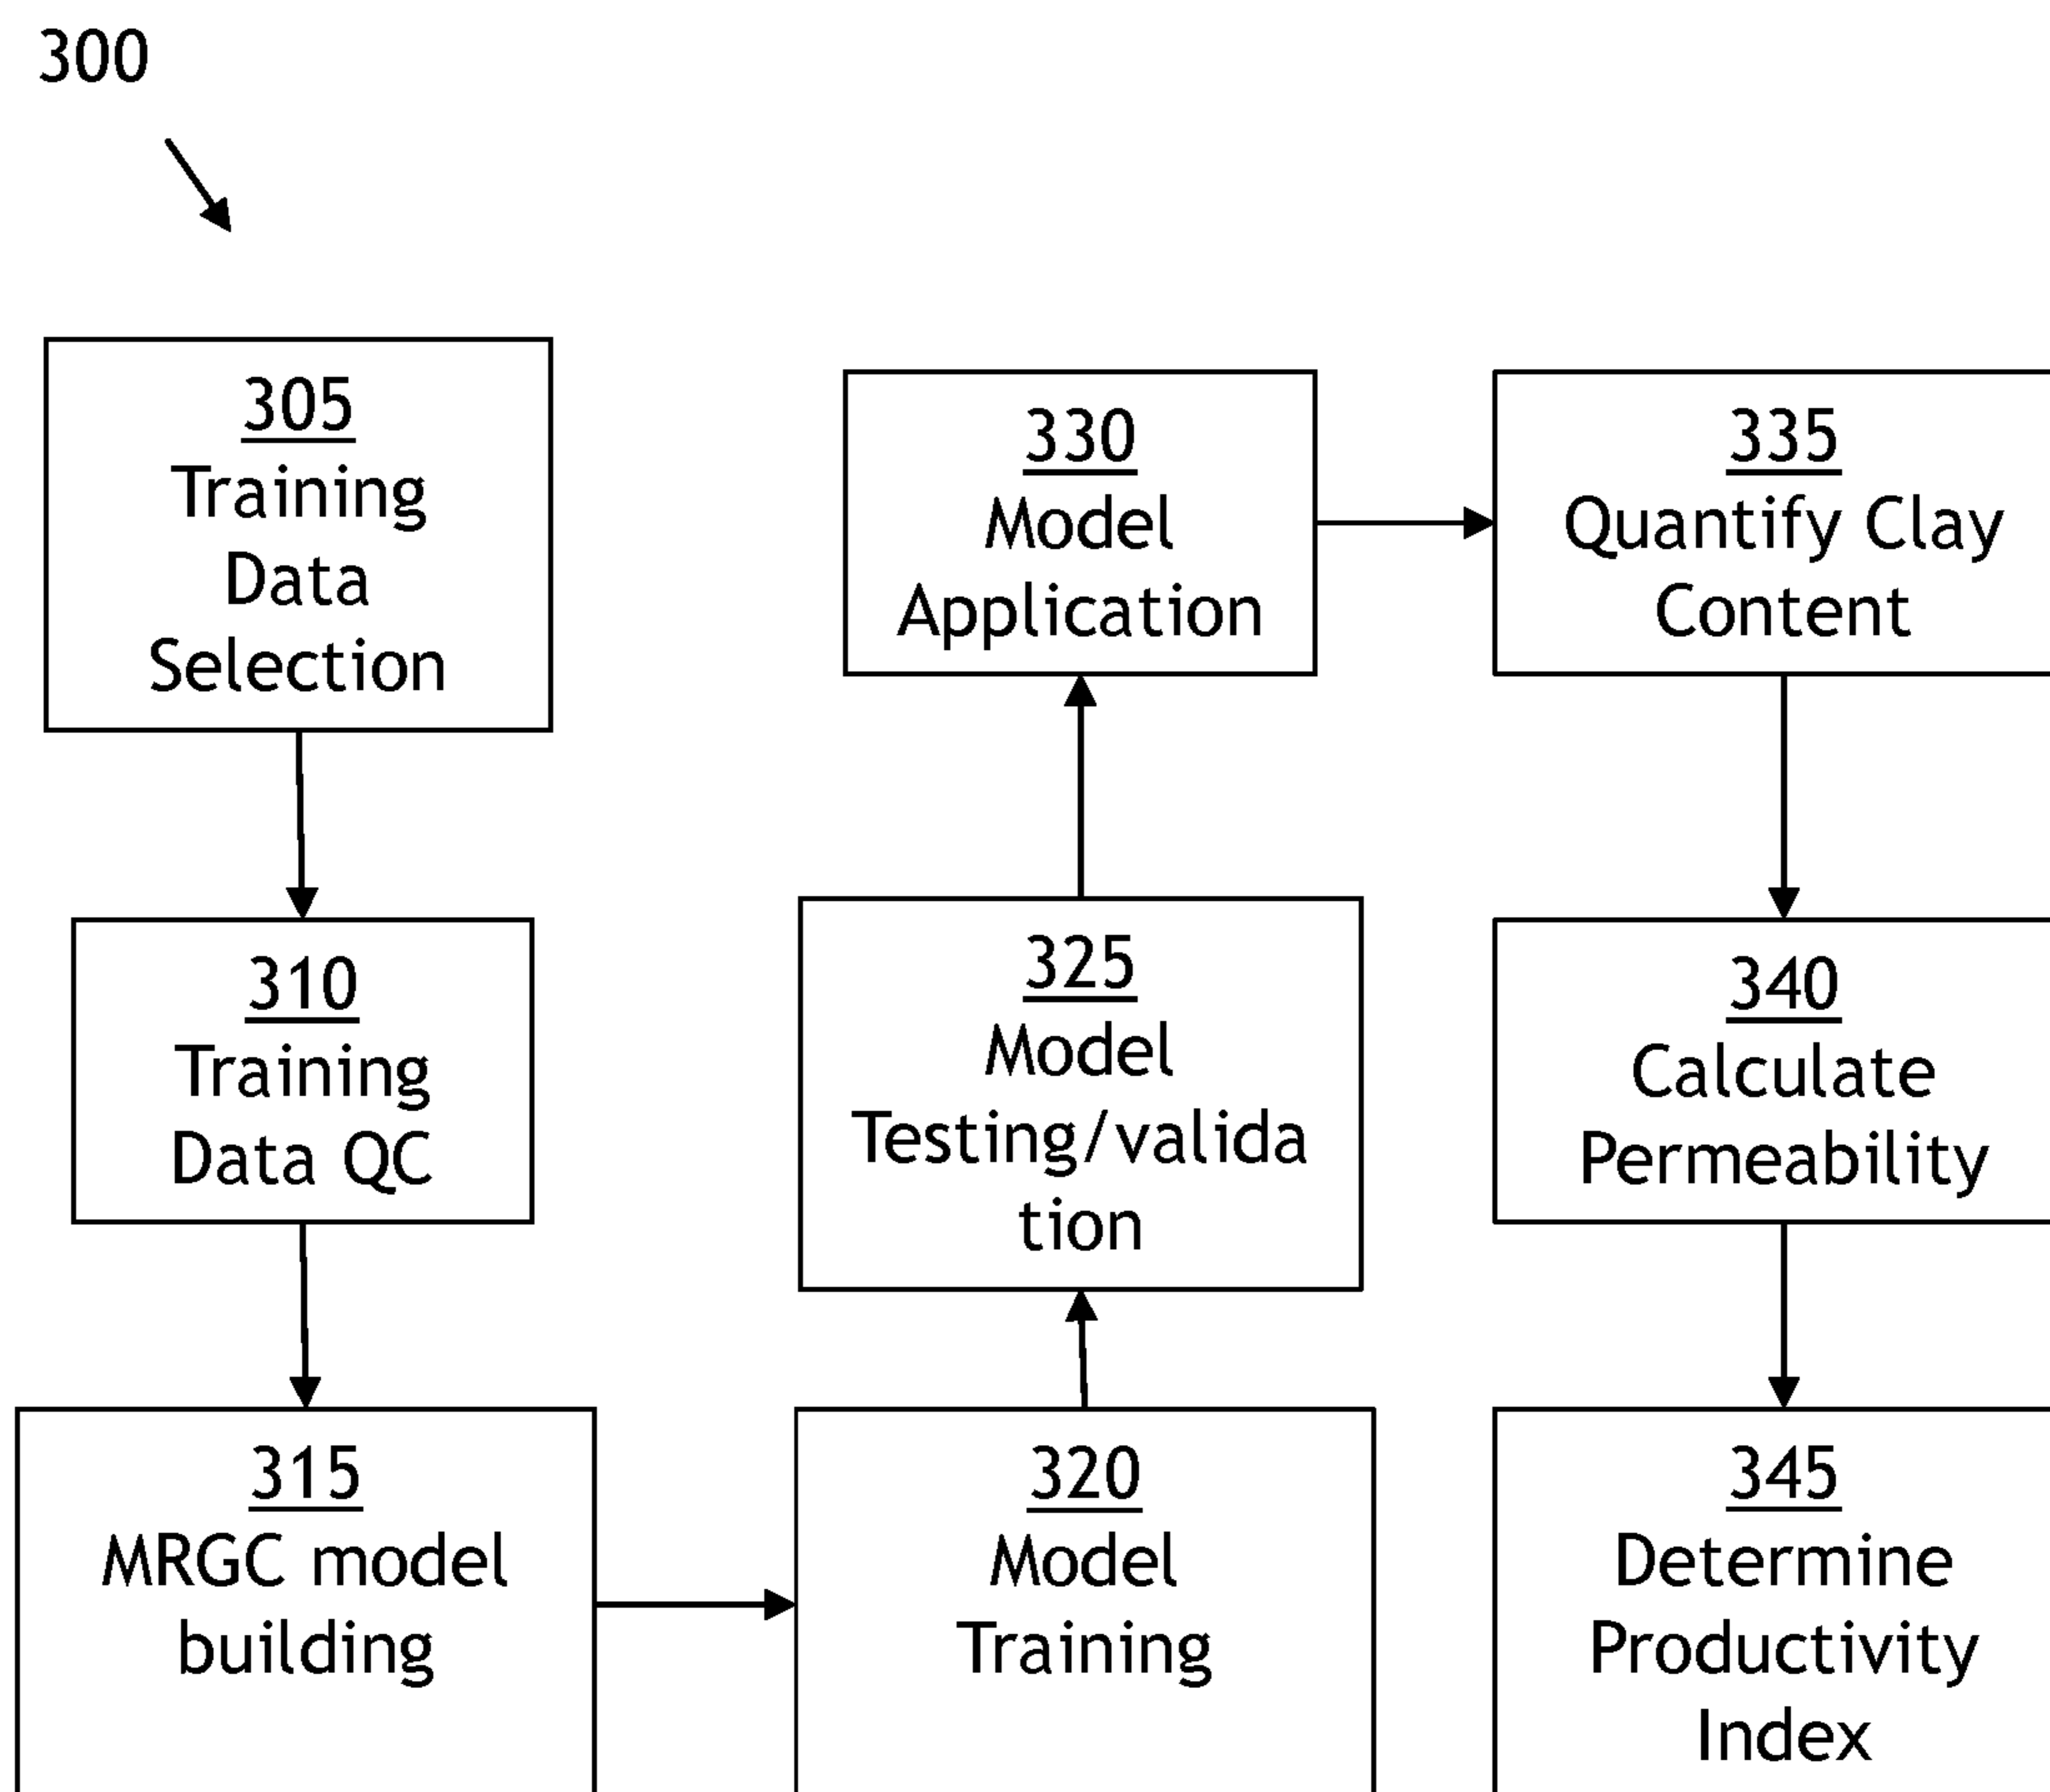 300
305
Training
Data
Selection
310
Training
Data QC
315
MRGC model
building
320
Model
Training
325
Model
Testing/valida
tion
330
Model
Application
335
Quantify Clay
Content
340
Calculate
Permeability
345
Determine
Productivity
Index